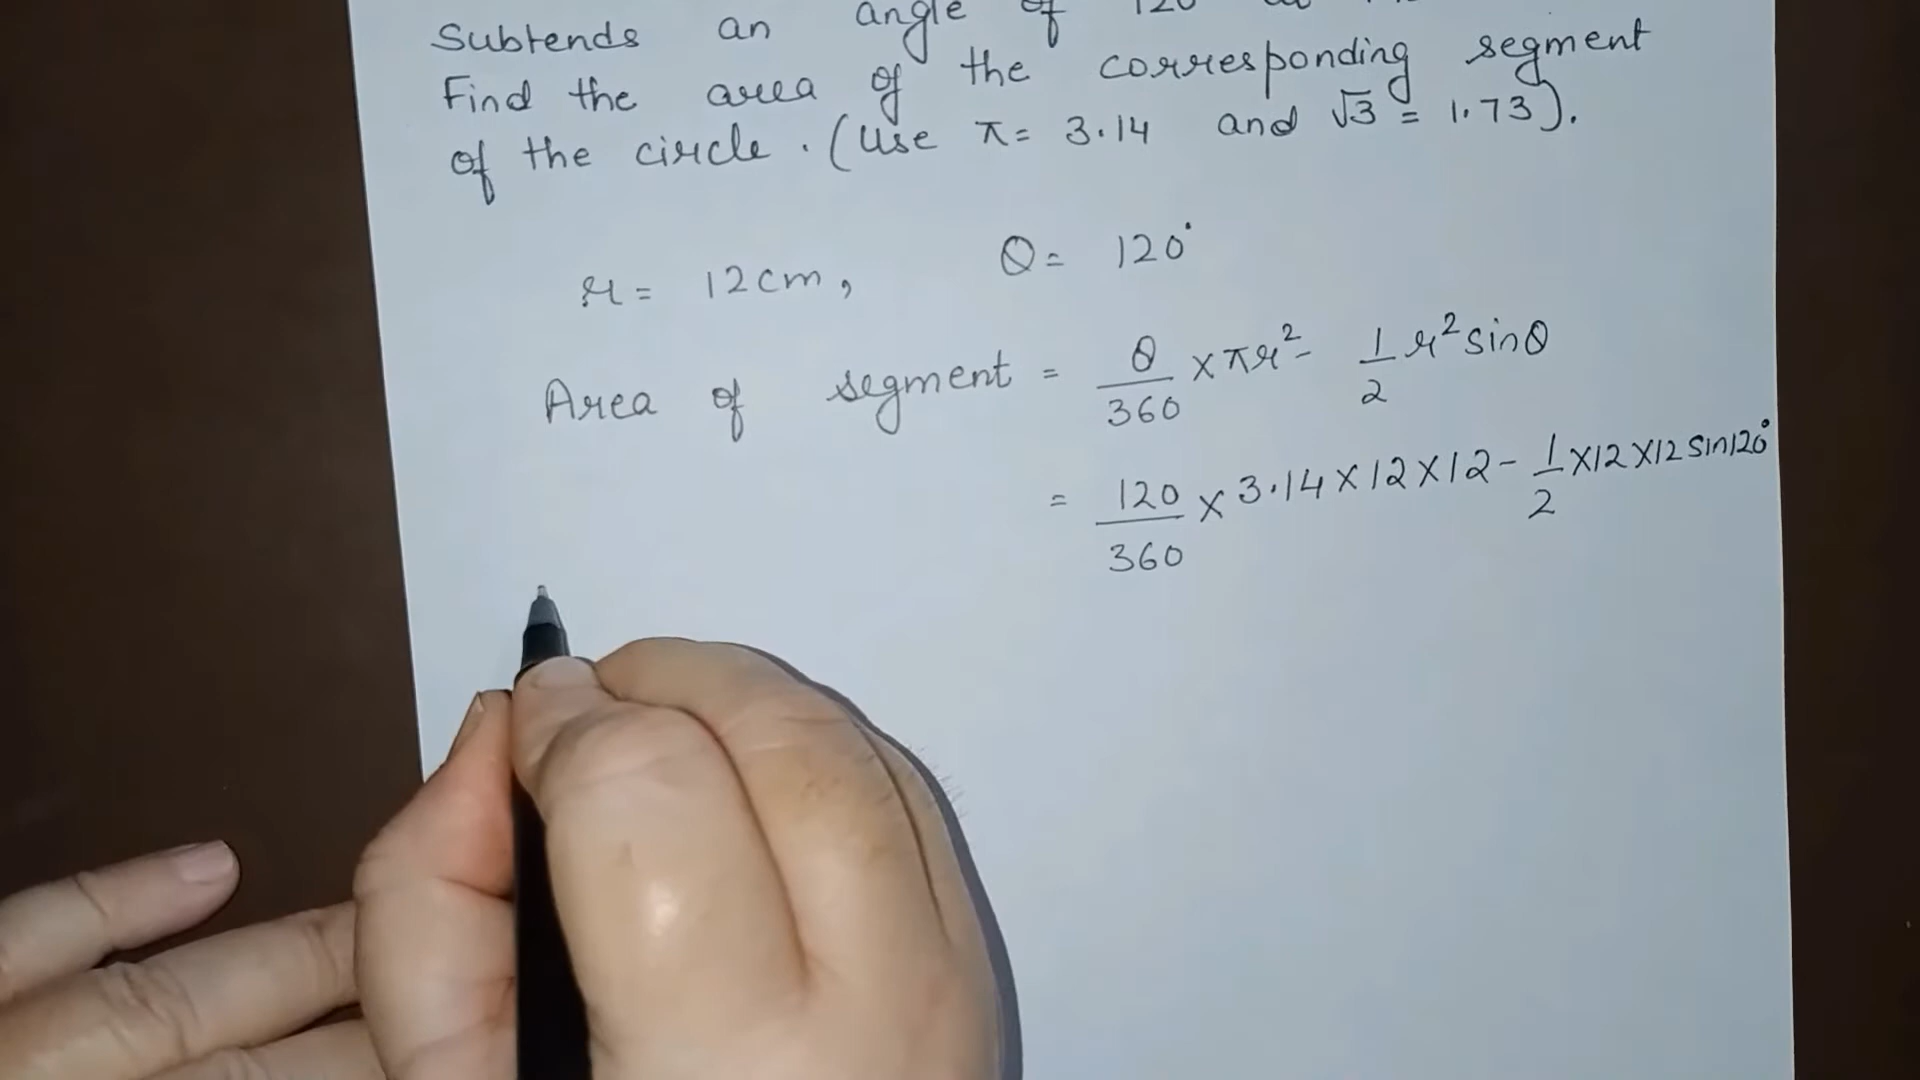 Subtends an angle of 120
Find the area of the corresponding segment
of the circle. (Use π = 3.14 and √3 = 1.73).
r = 12cm, θ = 120°
Area of segment = θ/360 × πr² - 1/2 r² sinθ
= 120/360 × 3.14 × 12 × 12 - 1/2 × 12 × 12 sin120°